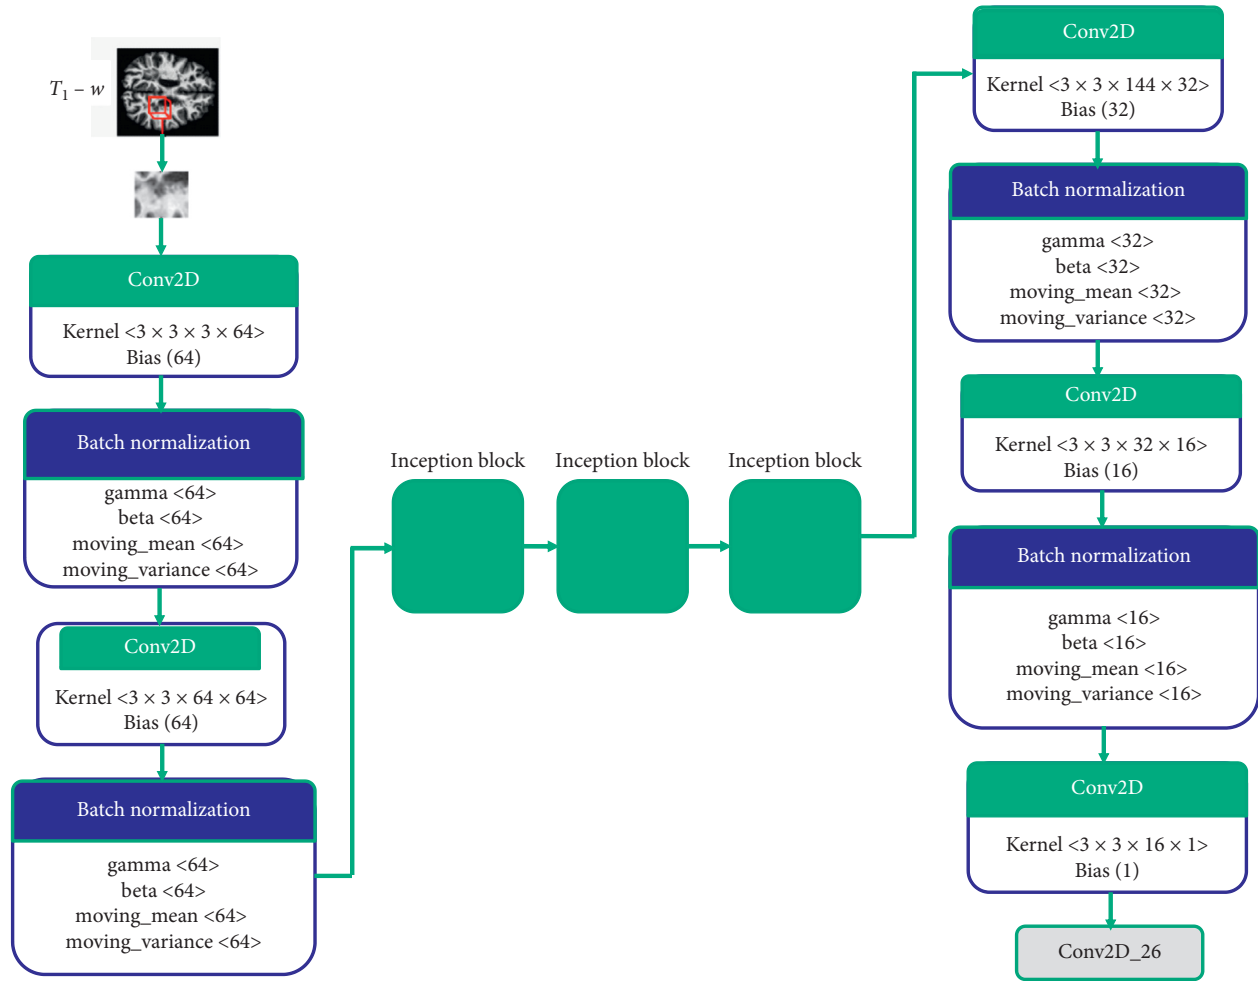 T₁ – w
Conv2D
Kernel <3 × 3 × 3 × 64>
Bias (64)
Batch normalization
gamma <64>
beta <64>
moving_mean <64>
moving_variance <64>
Conv2D
Kernel <3 × 3 × 64 × 64>
Bias (64)
Batch normalization
gamma <64>
beta <64>
moving_mean <64>
moving_variance <64>
Inception block
Inception block
Inception block
Conv2D
Kernel <3 × 3 × 144 × 32>
Bias (32)
Batch normalization
gamma <32>
beta <32>
moving_mean <32>
moving_variance <32>
Conv2D
Kernel <3 × 3 × 32 × 16>
Bias (16)
Batch normalization
gamma <16>
beta <16>
moving_mean <16>
moving_variance <16>
Conv2D
Kernel <3 × 3 × 16 × 1>
Bias (1)
Conv2D_26